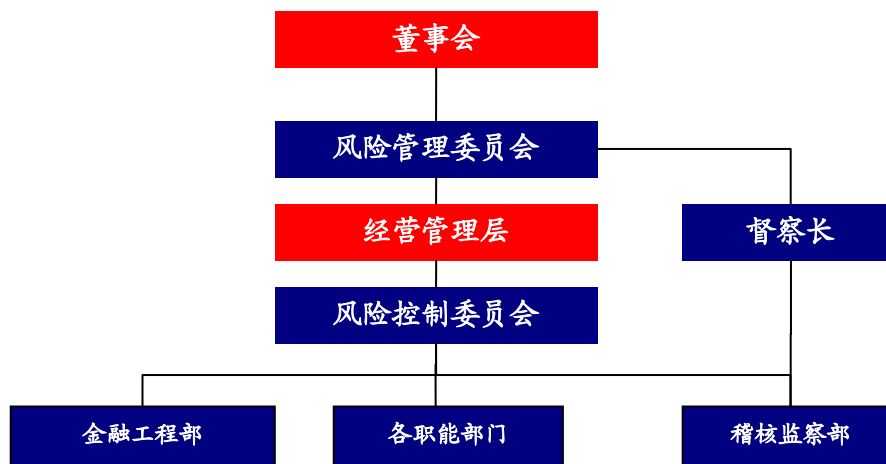 董事会
风险管理委员会
经营管理层
督察长
风险控制委员会
金融工程部
各职能部门
稽核监察部